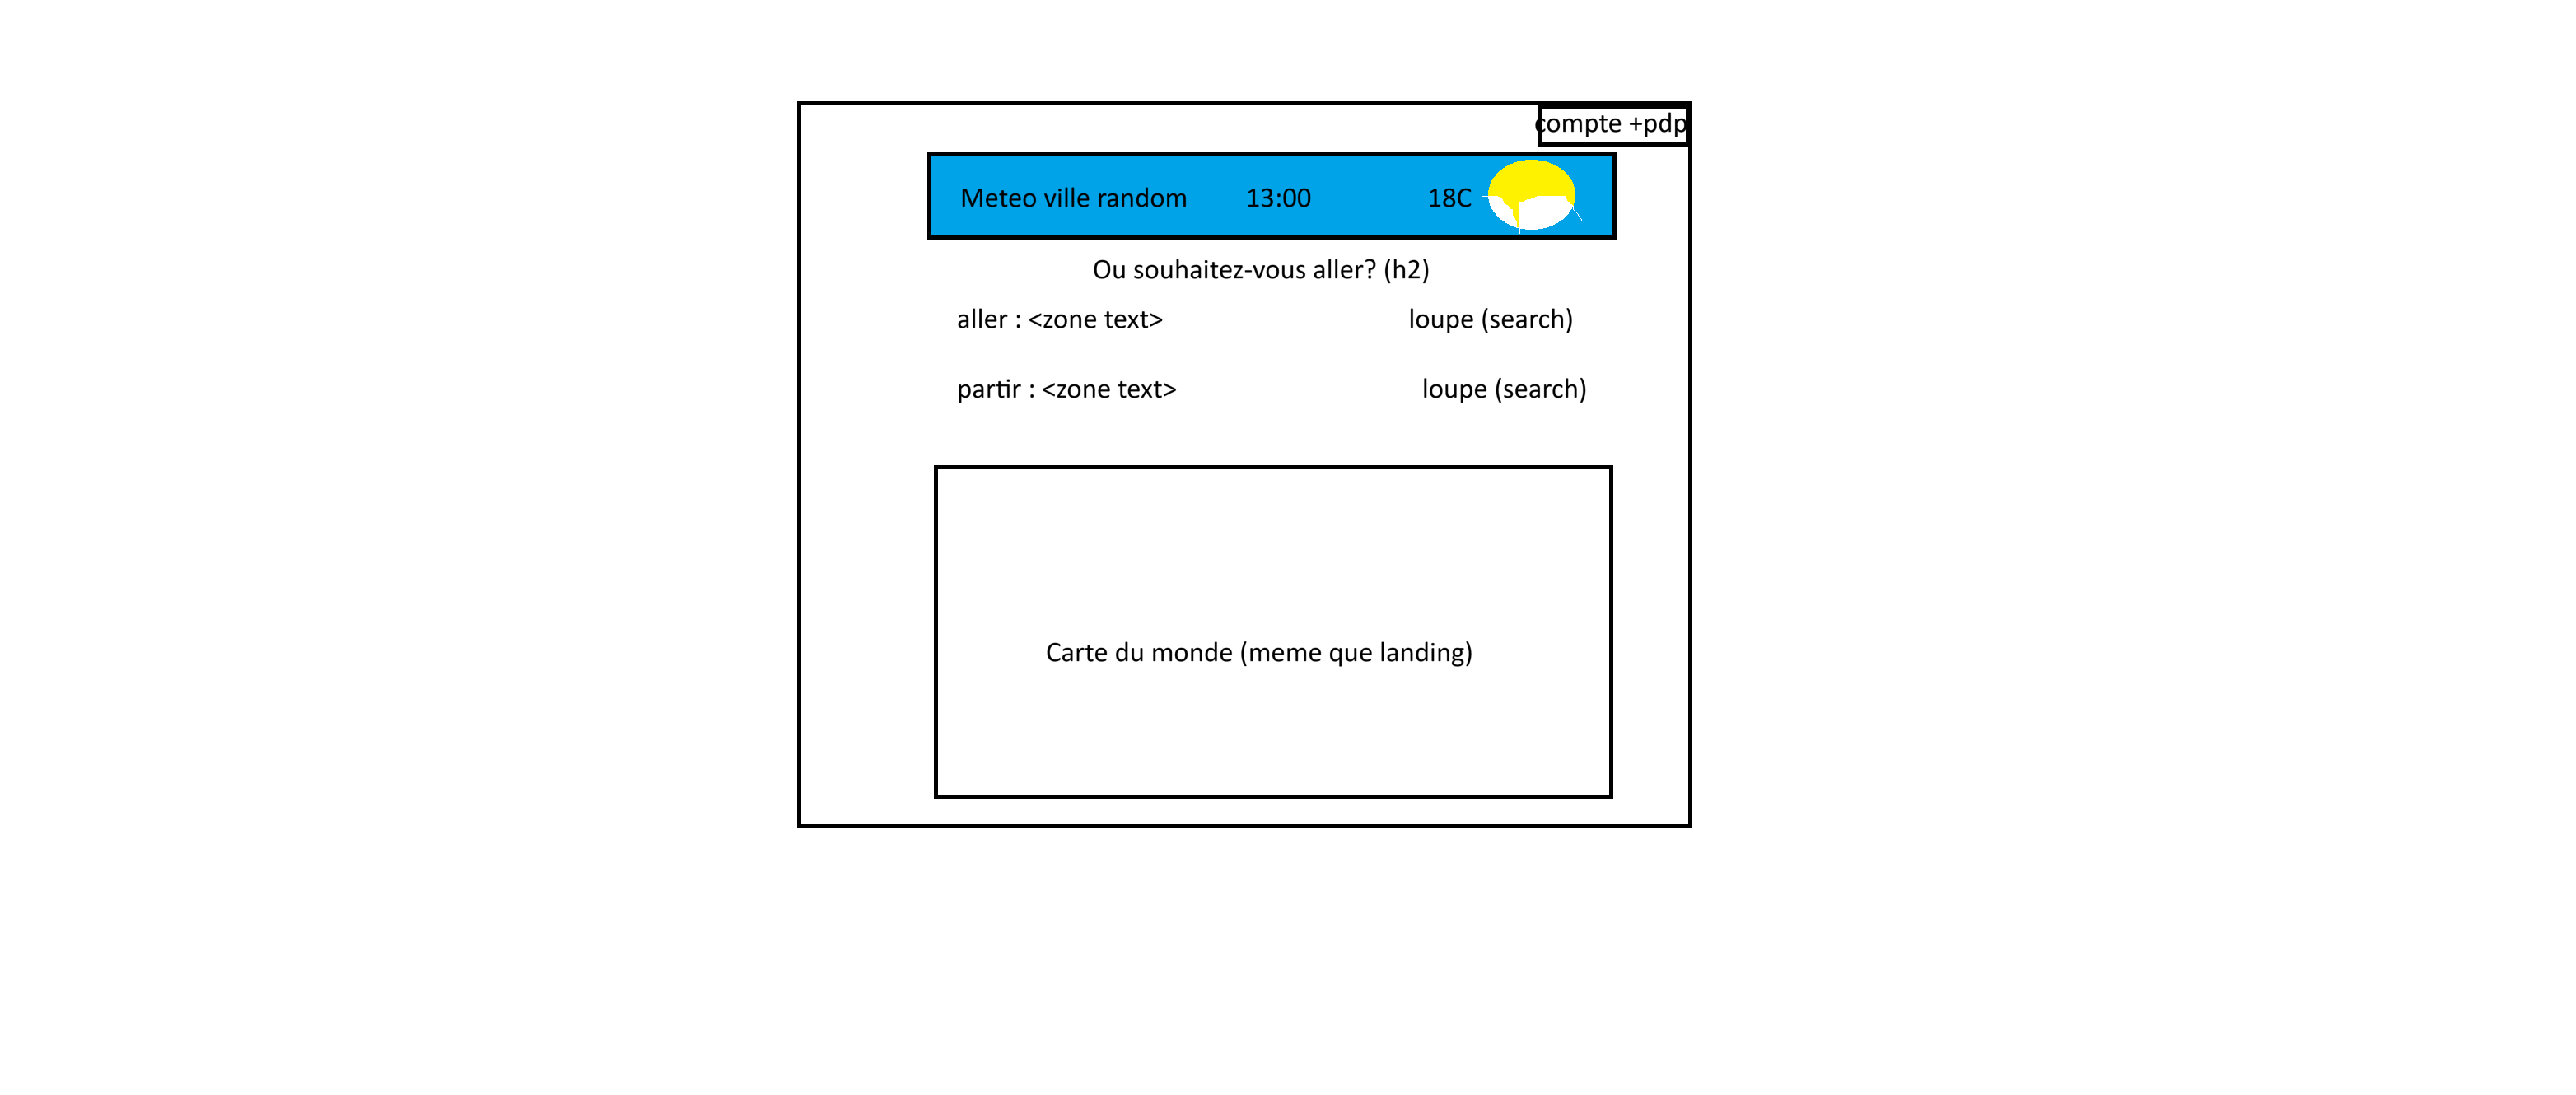 compte +pdp
Meteo ville random 13:00 18C
Ou souhaitez-vous aller? (h2)
aller : <zone text> loupe (search)
partir : <zone text> loupe (search)
Carte du monde (meme que landing)